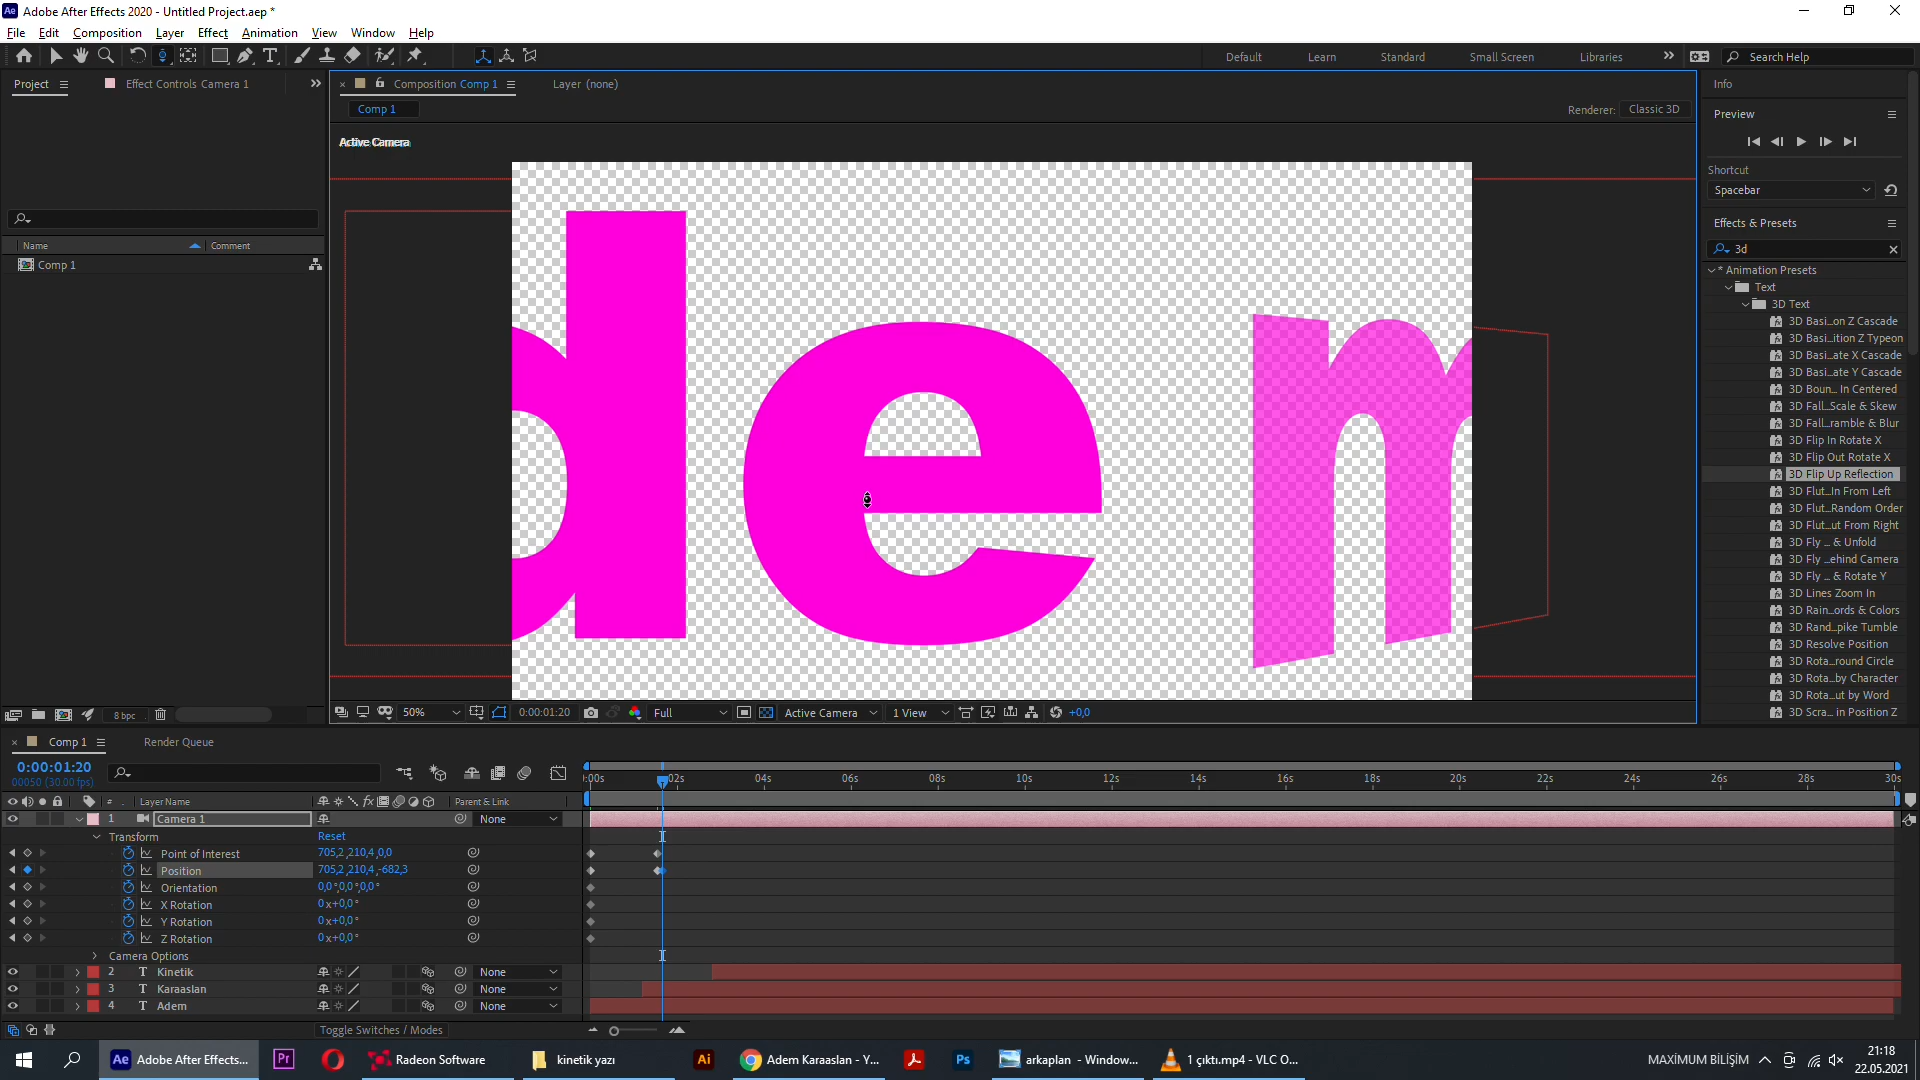 Ae Adobe After Effects 2020 - Untitled Project.aep *
File Edit Composition Layer Effect Animation View Window Help
Default Learn Standard Small Screen Libraries Search Help
Project Effect Controls Camera 1
Composition Comp 1 Layer (none)
Comp 1
Renderer: Classic 3D
Active Camera
dem
Name Comment
Comp 1
8 bpc
50% 0:00:01:20 Full Active Camera 1 View +0,0
Info
Preview
Shortcut
Spacebar
Effects & Presets
3d
* Animation Presets
Text
3D Text
3D Basi...on Z Cascade
3D Basi...ition Z Typeon
3D Basi...ate X Cascade
3D Basi...ate Y Cascade
3D Boun... In Centered
3D Fall...Scale & Skew
3D Fall...ramble & Blur
3D Flip In Rotate X
3D Flip Out Rotate X
3D Flip Up Reflection
3D Flut...In From Left
3D Flut...Random Order
3D Flut...ut From Right
3D Fly ... & Unfold
3D Fly ...ehind Camera
3D Fly ... & Rotate Y
3D Lines Zoom In
3D Rain...ords & Colors
3D Rand...pike Tumble
3D Resolve Position
3D Rota...round Circle
3D Rota...by Character
3D Rota...ut by Word
3D Scra... in Position Z
Comp 1 Render Queue
0:00:01:20
00050 (30.00 fps)
):00s 02s 04s 06s 08s 10s 12s 14s 16s 18s 20s 22s 24s 26s 28s 30s
# Layer Name Parent & Link
1 Camera 1 None
Transform Reset
Point of Interest 705,2,210,4,0,0
Position 705,2,210,4,-682,3
Orientation 0,0°,0,0°,0,0°
X Rotation 0x+0,0°
Y Rotation 0x+0,0°
Z Rotation 0x+0,0°
Camera Options
2 T Kinetik None
3 T Karaaslan None
4 T Adem None
Toggle Switches / Modes
Ae Adobe After Effects... Pr Radeon Software kinetik yazı Ai Adem Karaaslan - Y... Ps arkaplan - Window... 1 çıktı.mp4 - VLC O...
MAXİMUM BİLİŞİM
21:18
22.05.2021